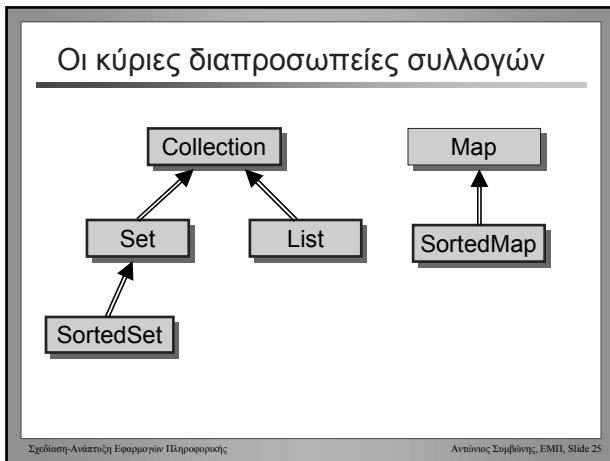 Οι κύριες διαπροσωπείες συλλογών
Collection
Map
Set
List
SortedMap
SortedSet
Σχεδίαση-Ανάπτυξη Εφαρμογών Πληροφορικής
Αντώνιος Συμβώνης, ΕΜΠ, Slide 25